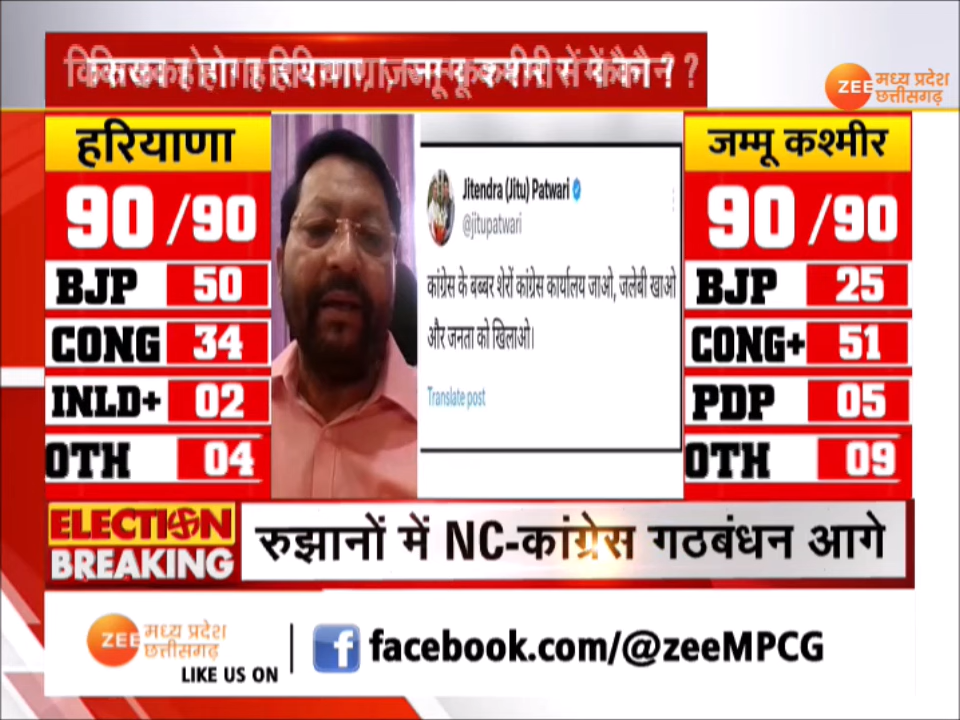 ZEE मध्य प्रदेश
छत्तीसगढ़
हरियाणा
90/90
BJP 50
CONG 34
INLD+ 02
OTH 04
Jitendra (Jitu) Patwari
@jitupatwari
कांग्रेस के बब्बर शेरों कांग्रेस कार्यालय जाओ, जलेबी खाओ
और जनता को खिलाओ।
Translate post
जम्मू कश्मीर
90/90
BJP 25
CONG+ 51
PDP 05
OTH 09
ELECTION
BREAKING
रुझानों में NC-कांग्रेस गठबंधन आगे
ZEE मध्य प्रदेश
छत्तीसगढ़
LIKE US ON
f facebook.com/@zeeMPCG